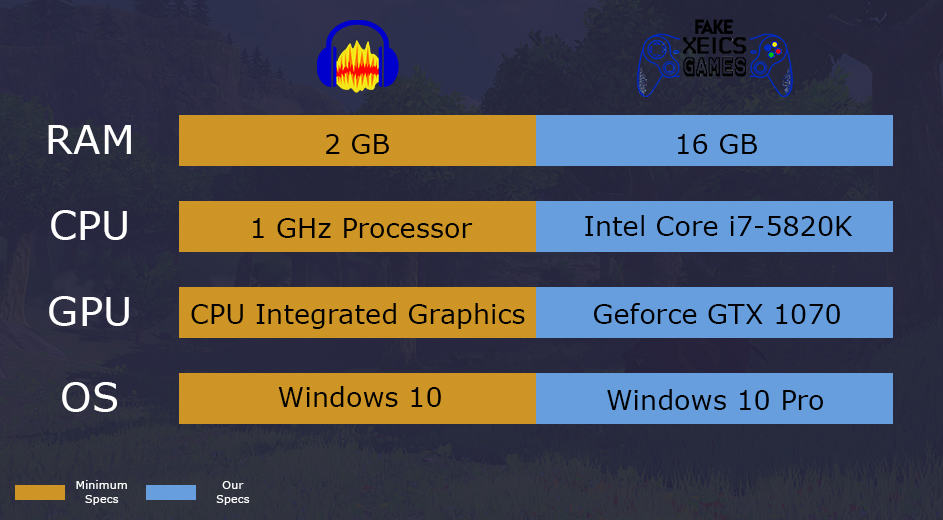 FAKE
XEICS
GAMES
RAM
2 GB
16 GB
CPU
1 GHz Processor
Intel Core i7-5820K
GPU
CPU Integrated Graphics
Geforce GTX 1070
OS
Windows 10
Windows 10 Pro
Minimum
Specs
Our
Specs